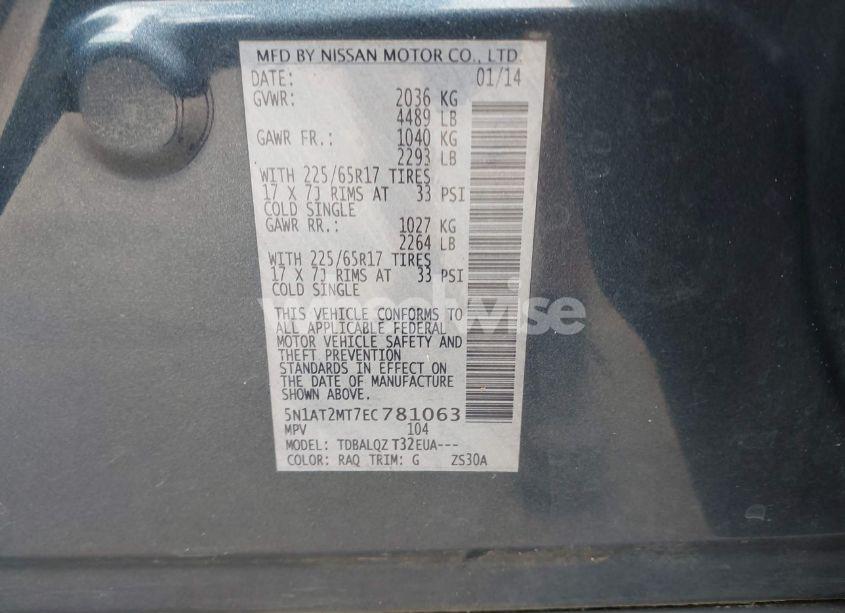 MFD BY NISSAN MOTOR CO., LTD.
DATE: 01/14
GVWR: 2036 KG
4489 LB
GAWR FR.: 1040 KG
2293 LB
WITH 225/65R17 TIRES
17 X 7J RIMS AT 33 PSI
COLD SINGLE
GAWR RR.: 1027 KG
2264 LB
WITH 225/65R17 TIRES
17 X 7J RIMS AT 33 PSI
COLD SINGLE
wheelwise
THIS VEHICLE CONFORMS TO
ALL APPLICABLE FEDERAL
MOTOR VEHICLE SAFETY AND
THEFT PREVENTION
STANDARDS IN EFFECT ON
THE DATE OF MANUFACTURE
SHOWN ABOVE.
5N1AT2MT7EC781063
MPV 104
MODEL: TDBALQZ T32EUA---
COLOR: RAQ TRIM: G ZS30A